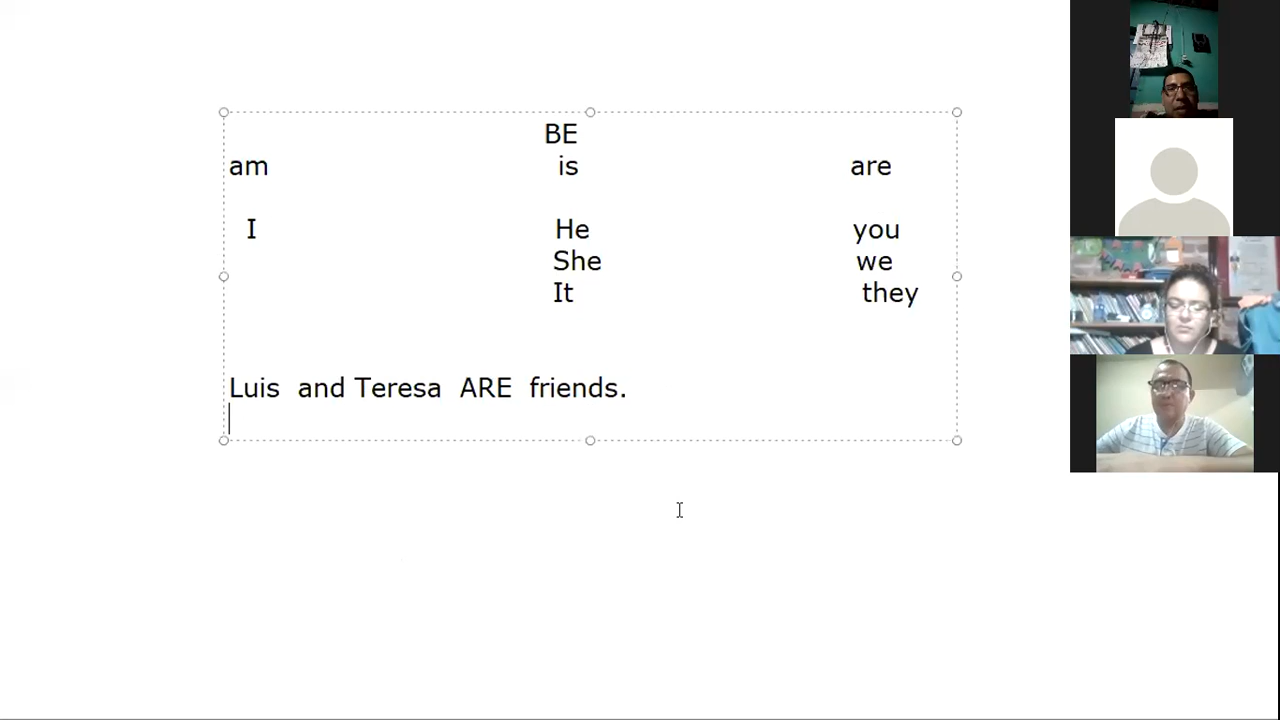 BE
am is are
I He you
She we
It they
Luis and Teresa ARE friends.